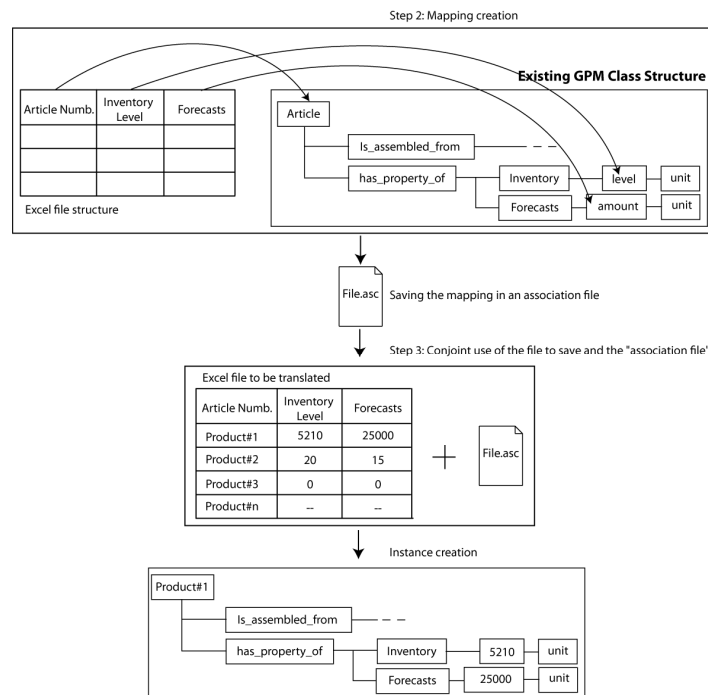 Step 2: Mapping creation
Existing GPM Class Structure
Article Numb.
Inventory
Level
Forecasts
Excel file structure
Article
Is_assembled_from
has_property_of
Inventory
level
unit
Forecasts
amount
unit
File.asc
Saving the mapping in an association file
Step 3: Conjoint use of the file to save and the "association file"
Excel file to be translated
Article Numb.
Inventory
Level
Forecasts
Product#1
5210
25000
Product#2
20
15
Product#3
0
0
Product#n
--
--
+
File.asc
Instance creation
Product#1
Is_assembled_from
has_property_of
Inventory
5210
unit
Forecasts
25000
unit